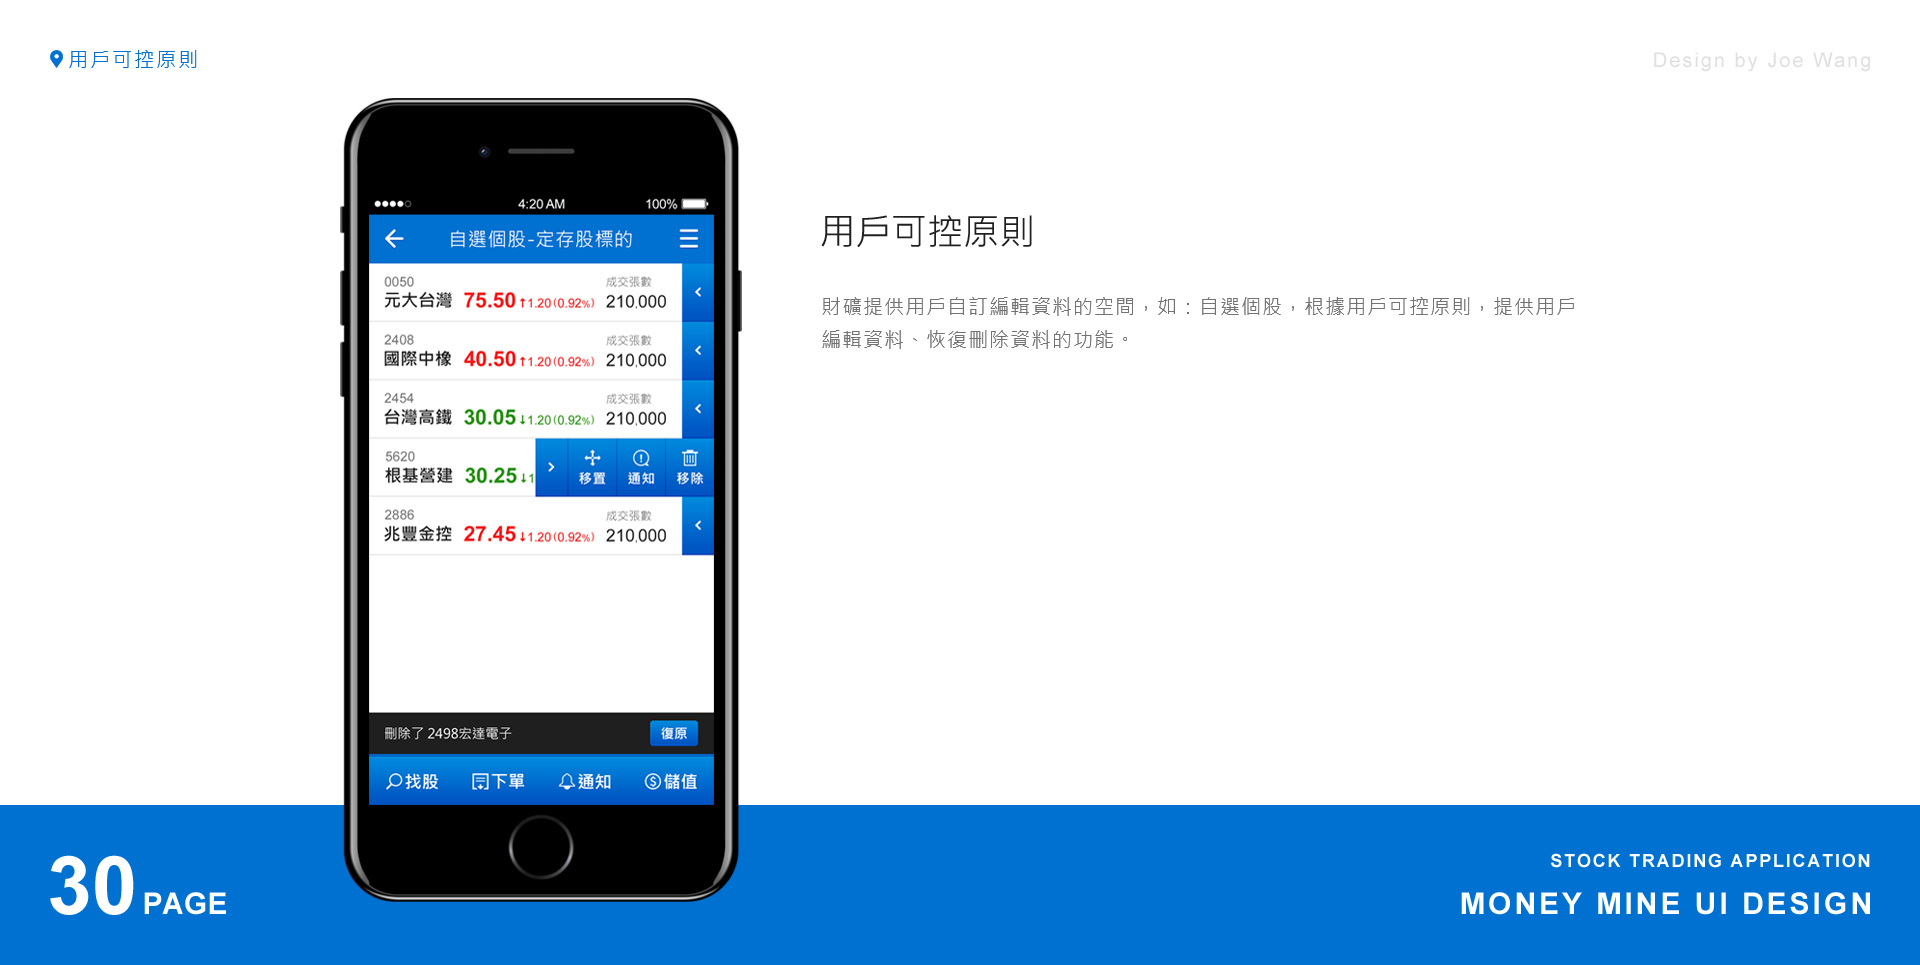 用戶可控原則
Design by Joe Wang
4:20 AM 100%
自選個股-定存股標的
0050 成交張數
元大台灣 75.50 ↑1.20(0.92%) 210,000
2408 成交張數
國際中橡 40.50 ↑1.20(0.92%) 210,000
2454 成交張數
台灣高鐵 30.05 ↓1.20(0.92%) 210,000
5620
根基營建 30.25 ↓1 移置 通知 移除
2886 成交張數
兆豐金控 27.45 ↓1.20(0.92%) 210,000
刪除了 2498宏達電子 復原
找股 下單 通知 儲值
用戶可控原則
財礦提供用戶自訂編輯資料的空間，如：自選個股，根據用戶可控原則，提供用戶
編輯資料、恢復刪除資料的功能。
30 PAGE
STOCK TRADING APPLICATION
MONEY MINE UI DESIGN